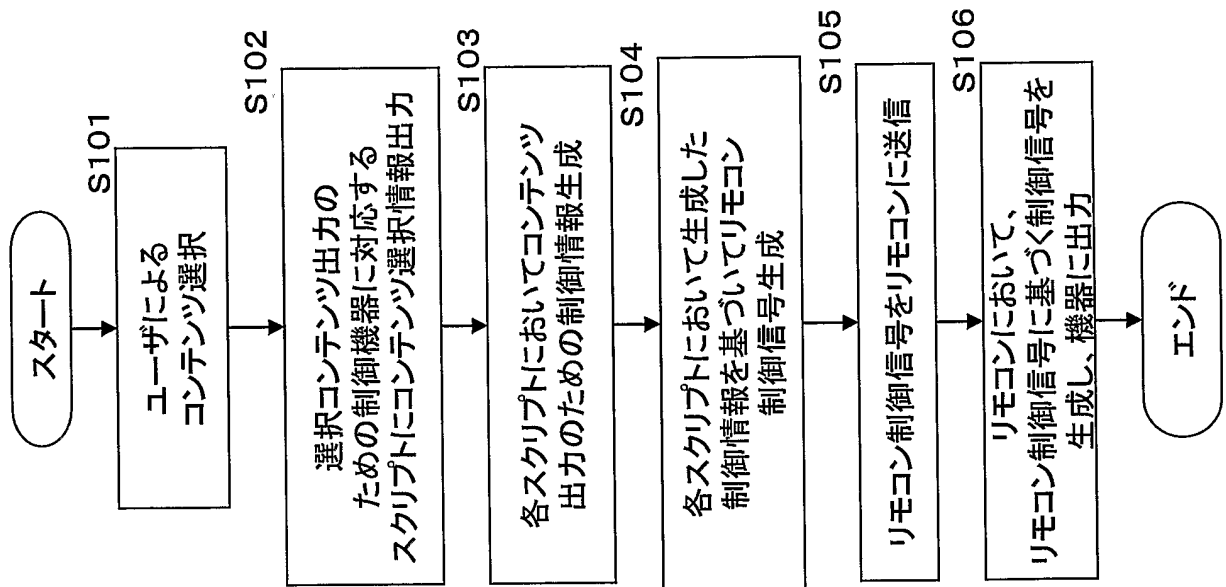 スタート
S101
ユーザによる
コンテンツ選択
S102
選択コンテンツ出力の
ための制御機器に対応する
スクリプトにコンテンツ選択情報出力
S103
各スクリプトにおいてコンテンツ
出力のための制御情報生成
S104
各スクリプトにおいて生成した
制御情報を基づいてリモコン
制御信号生成
S105
リモコン制御信号をリモコンに送信
S106
リモコンにおいて、
リモコン制御信号に基づく制御信号を
生成し、機器に出力
エンド